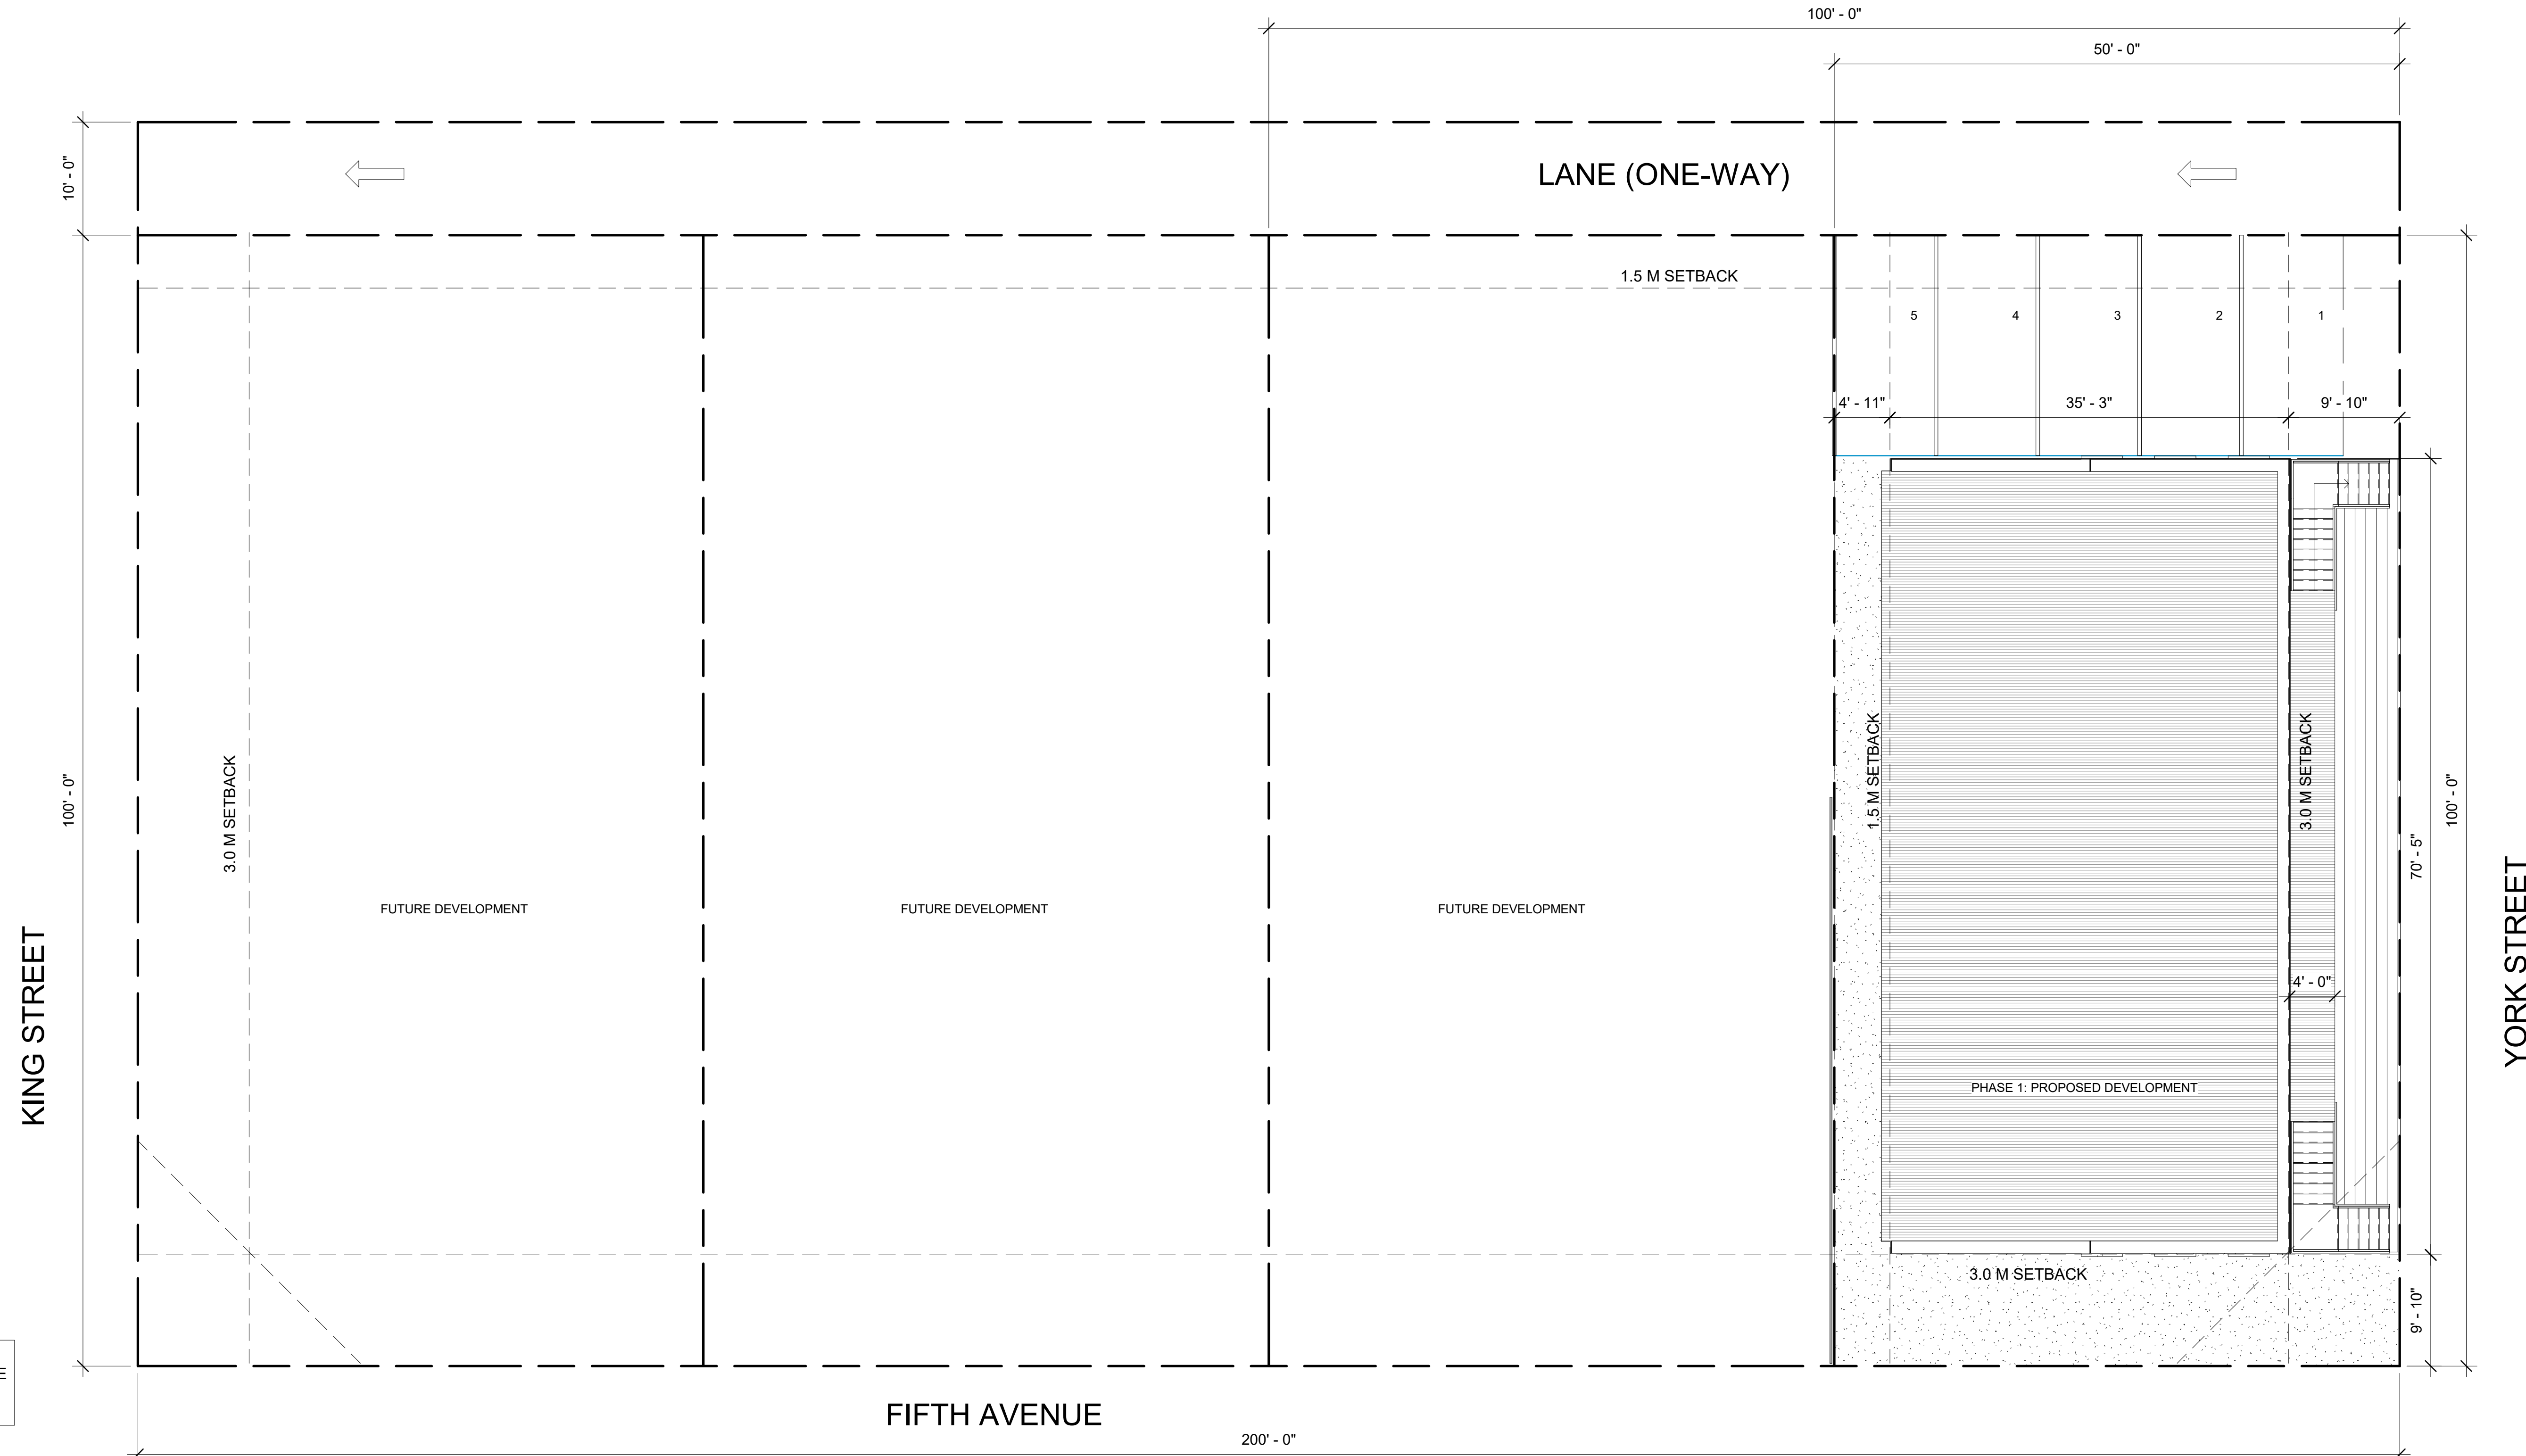 100' - 0"
50' - 0"
10' - 0"
LANE (ONE-WAY)
1.5 M SETBACK
5
4
3
2
1
4' - 11"
35' - 3"
9' - 10"
100' - 0"
3.0 M SETBACK
1.5 M SETBACK
3.0 M SETBACK
70' - 5"
100' - 0"
FUTURE DEVELOPMENT
FUTURE DEVELOPMENT
FUTURE DEVELOPMENT
KING STREET
YORK STREET
4' - 0"
PHASE 1: PROPOSED DEVELOPMENT
3.0 M SETBACK
9' - 10"
FIFTH AVENUE
200' - 0"